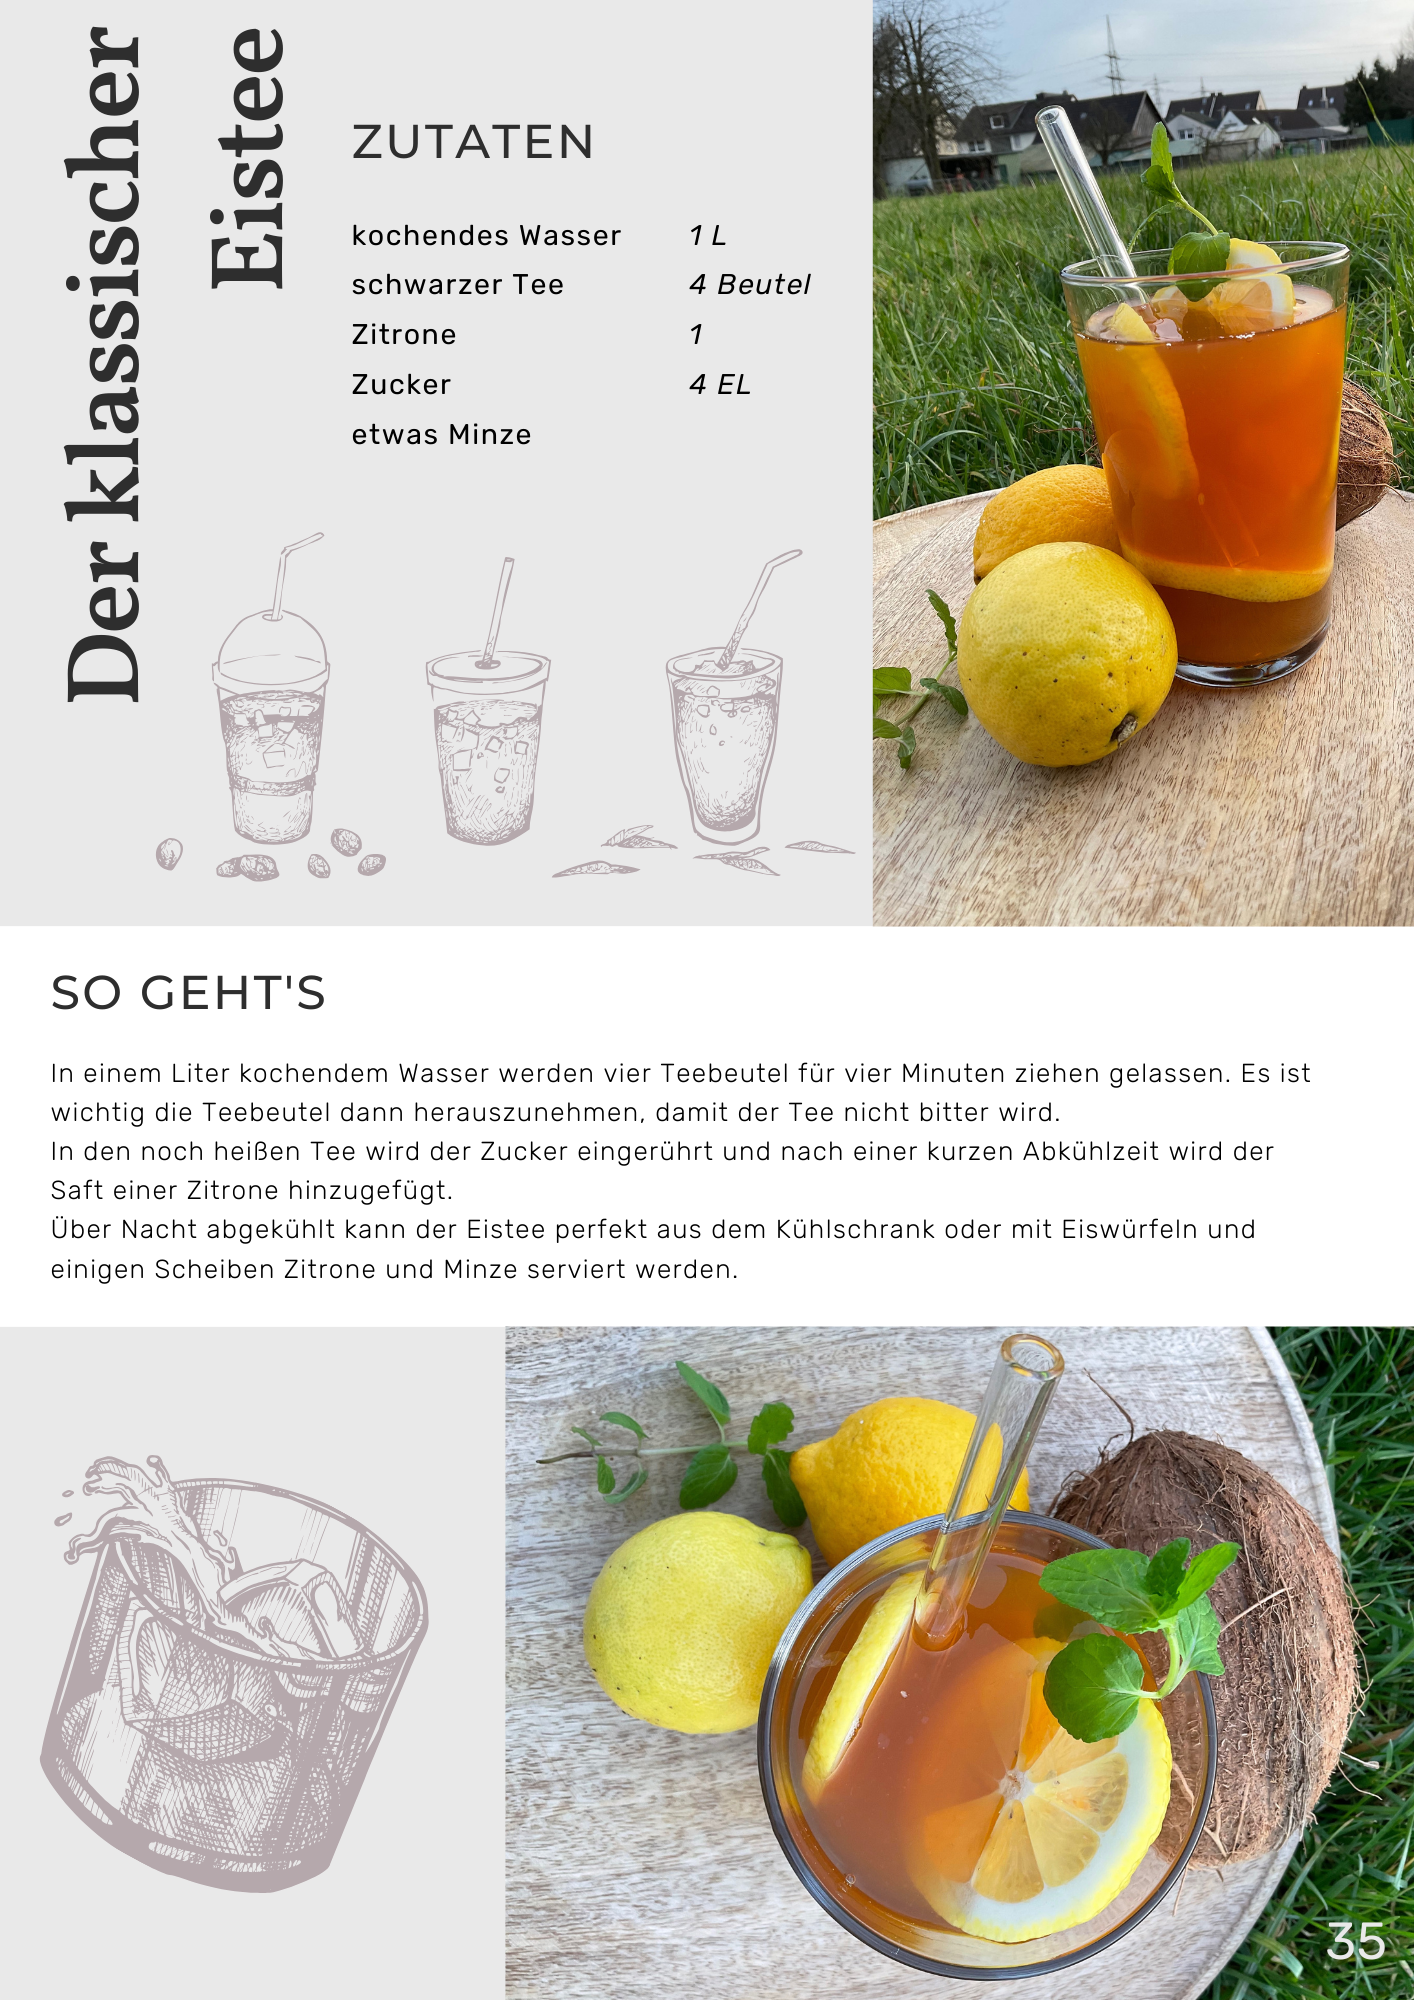 Der klassischer
Eistee
ZUTATEN
kochendes Wasser 1 L
schwarzer Tee 4 Beutel
Zitrone 1
Zucker 4 EL
etwas Minze
SO GEHT'S
In einem Liter kochendem Wasser werden vier Teebeutel für vier Minuten ziehen gelassen. Es ist
wichtig die Teebeutel dann herauszunehmen, damit der Tee nicht bitter wird.
In den noch heißen Tee wird der Zucker eingerührt und nach einer kurzen Abkühlzeit wird der
Saft einer Zitrone hinzugefügt.
Über Nacht abgekühlt kann der Eistee perfekt aus dem Kühlschrank oder mit Eiswürfeln und
einigen Scheiben Zitrone und Minze serviert werden.
35